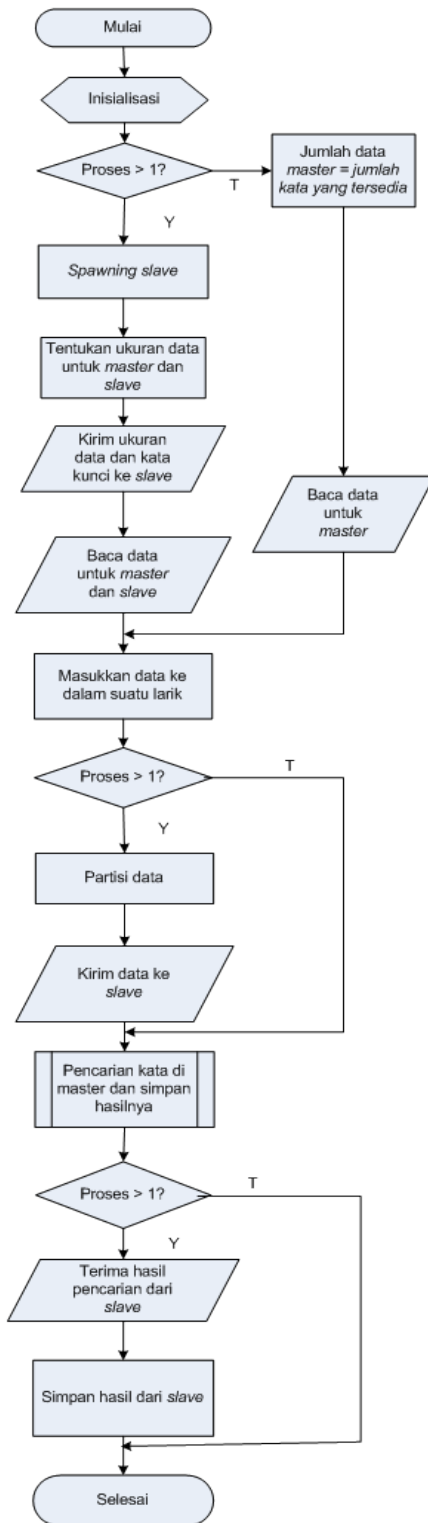 Mulai
Inisialisasi
Proses > 1?
T
Jumlah data
master = jumlah
kata yang tersedia
Y
Spawning slave
Tentukan ukuran data
untuk master dan
slave
Kirim ukuran
data dan kata
kunci ke slave
Baca data
untuk
master
Baca data
untuk master
dan slave
Masukkan data ke
dalam suatu larik
Proses > 1?
T
Y
Partisi data
Kirim data ke
slave
Pencarian kata di
master dan simpan
hasilnya
Proses > 1?
T
Y
Terima hasil
pencarian dari
slave
Simpan hasil dari slave
Selesai